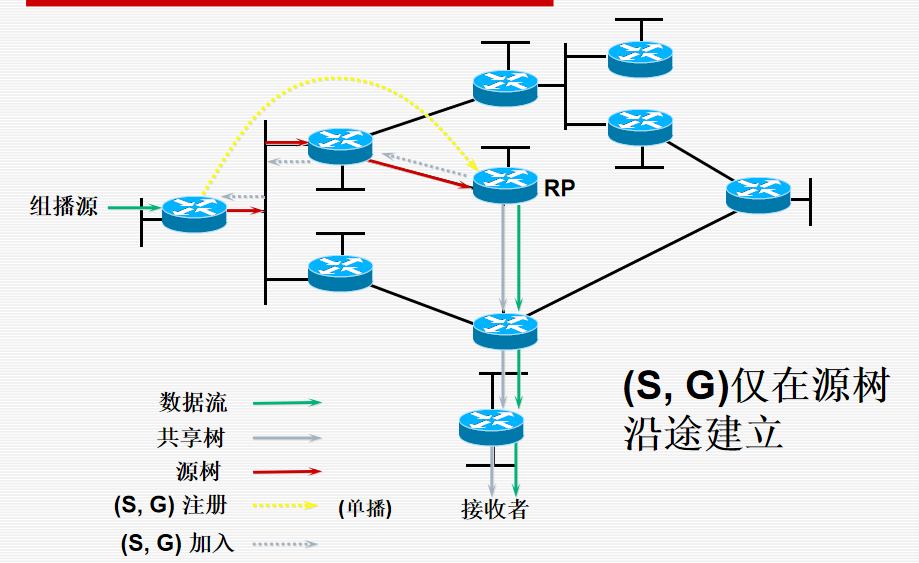 组播源
RP
(S, G)仅在源树
沿途建立
数据流
共享树
源树
(S, G) 注册
(单播)
(S, G) 加入
接收者